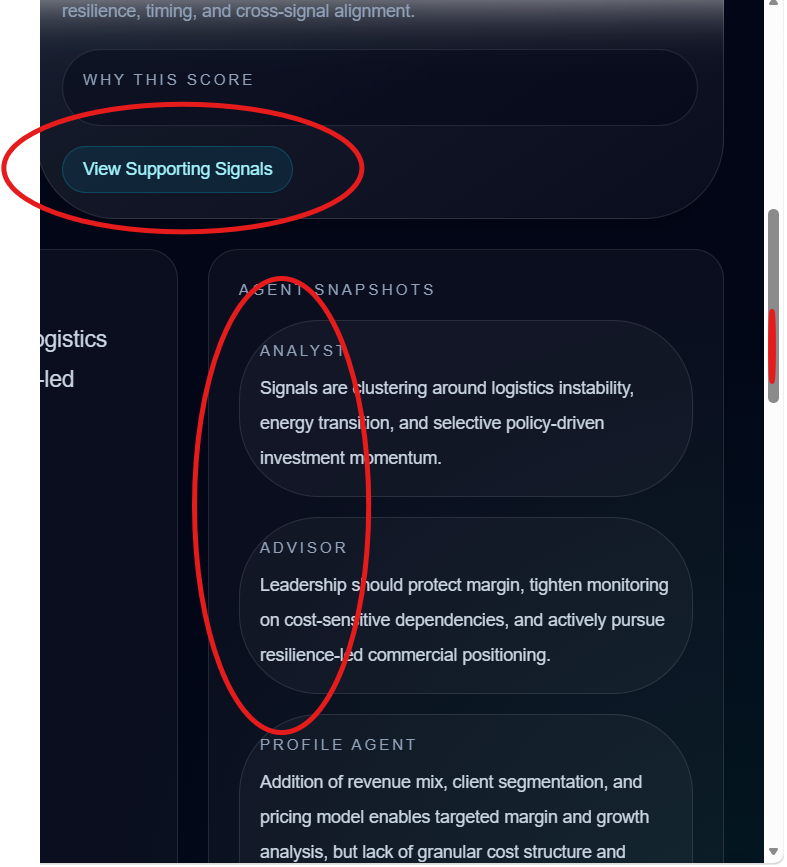 resilience, timing, and cross-signal alignment.
WHY THIS SCORE
View Supporting Signals
ogistics
-led
AGENT SNAPSHOTS
ANALYST
Signals are clustering around logistics instability,
energy transition, and selective policy-driven
investment momentum.
ADVISOR
Leadership should protect margin, tighten monitoring
on cost-sensitive dependencies, and actively pursue
resilience-led commercial positioning.
PROFILE AGENT
Addition of revenue mix, client segmentation, and
pricing model enables targeted margin and growth
analysis, but lack of granular cost structure and